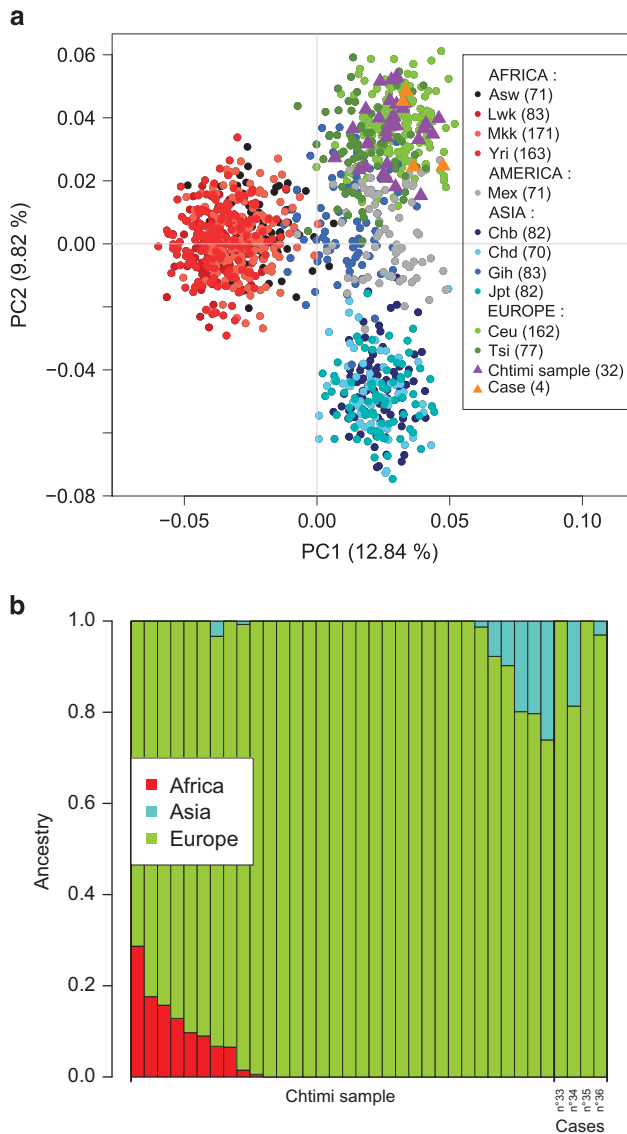 a
0.06
0.04
0.02
0.00
−0.04
−0.08
PC2 (9.82 %)
−0.05
0.00
0.05
0.10
PC1 (12.84 %)
AFRICA :
Asw (71)
Lwk (83)
Mkk (171)
Yri (163)
AMERICA :
Mex (71)
ASIA :
Chb (82)
Chd (70)
Gih (83)
Jpt (82)
EUROPE :
Ceu (162)
Tsi (77)
Chtimi sample (32)
Case (4)
b
1.0
0.8
0.6
0.4
0.2
0.0
Ancestry
Africa
Asia
Europe
Chtimi sample
n°33
n°34
n°35
n°36
Cases